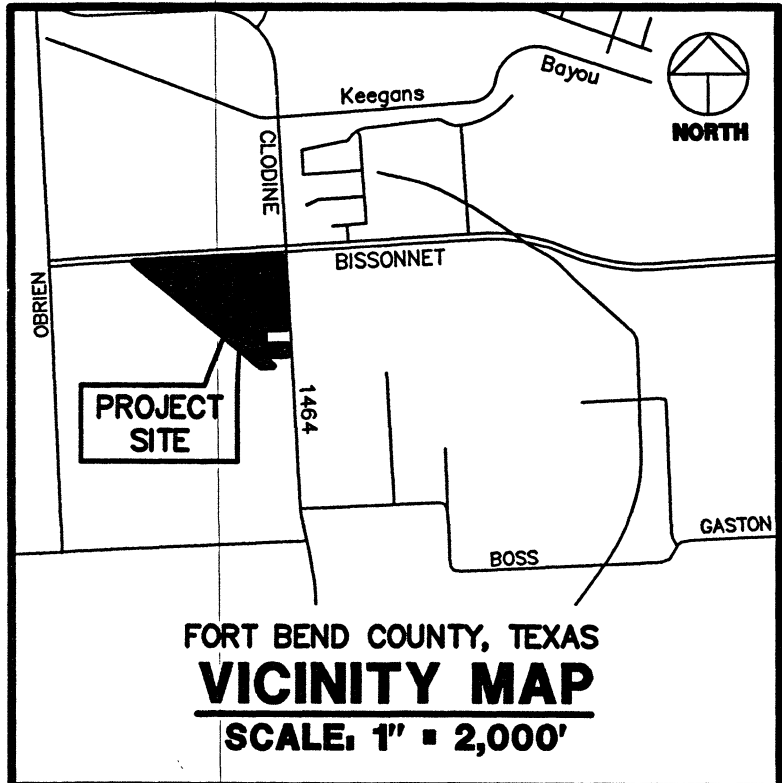 Keegans
Bayou
NORTH
CLODINE
BISSONNET
OBRIEN
PROJECT
SITE
1464
GASTON
BOSS
FORT BEND COUNTY, TEXAS
VICINITY MAP
SCALE: 1" = 2,000'